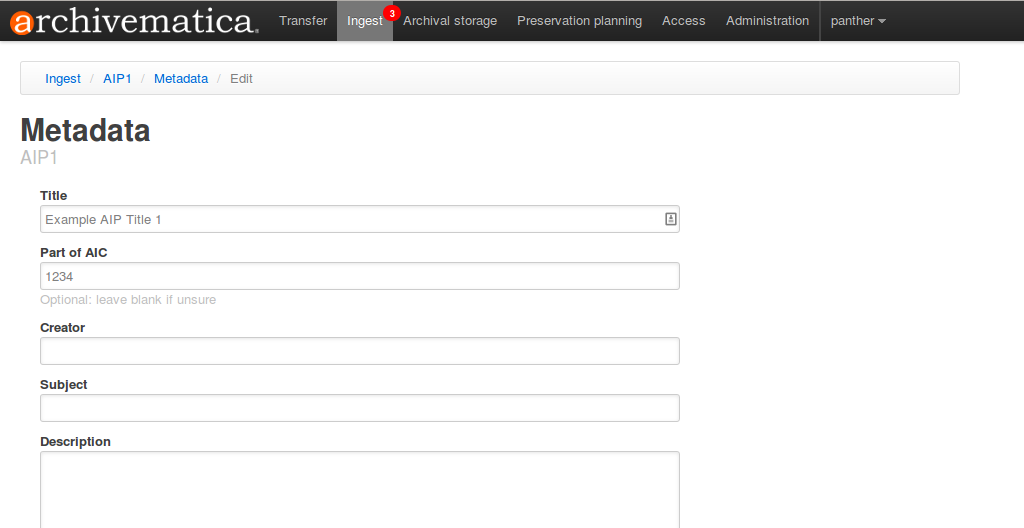 archivematica Transfer Ingest 3 Archival storage Preservation planning Access Administration panther
Ingest / AIP1 / Metadata / Edit
Metadata
AIP1
Title
Example AIP Title 1
Part of AIC
1234
Optional: leave blank if unsure
Creator
Subject
Description